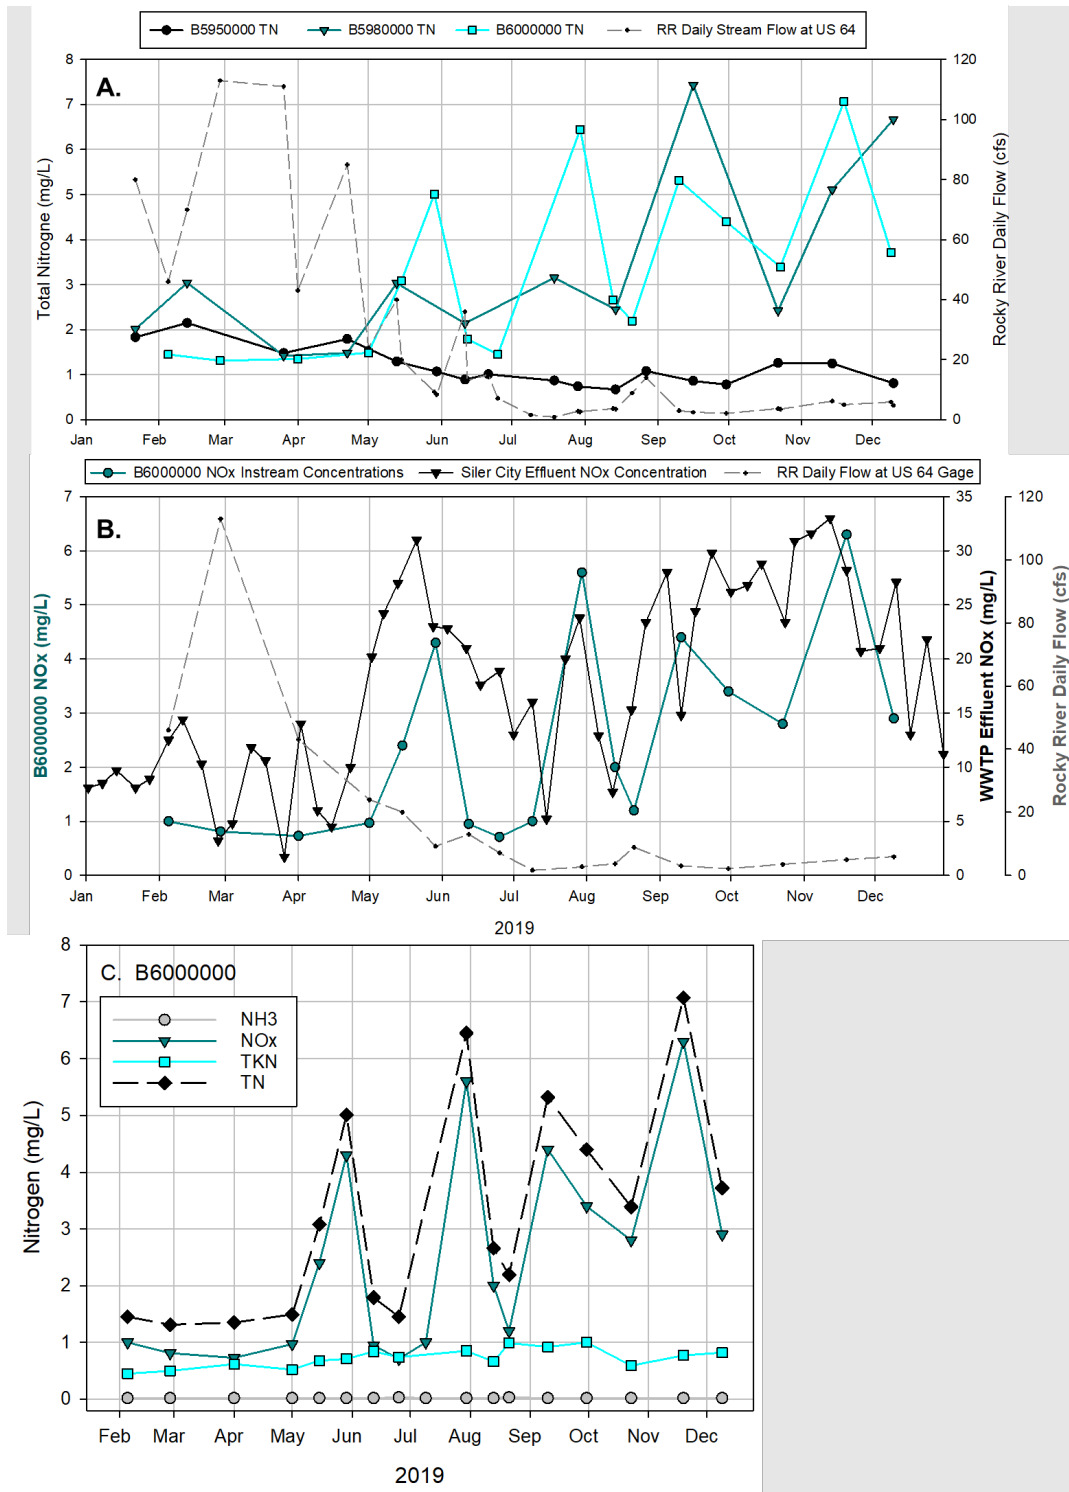 B5950000 TN B5980000 TN B6000000 TN RR Daily Stream Flow at US 64
A.
Total Nitrogne (mg/L)
8
7
6
5
4
3
2
1
0
120
100
80
60
40
20
0
Rocky River Daily Flow (cfs)
Jan Feb Mar Apr May Jun Jul Aug Sep Oct Nov Dec
B6000000 NOx Instream Concentrations Siler City Effluent NOx Concentration RR Daily Flow at US 64 Gage
B.
B6000000 NOx (mg/L)
7
6
5
4
3
2
1
0
35
30
25
20
15
10
5
0
WWTP Effluent NOx (mg/L)
120
100
80
60
40
20
0
Rocky River Daily Flow (cfs)
Jan Feb Mar Apr May Jun Jul Aug Sep Oct Nov Dec
2019
C. B6000000
NH3
NOx
TKN
TN
Nitrogen (mg/L)
8
7
6
5
4
3
2
1
0
Feb Mar Apr May Jun Jul Aug Sep Oct Nov Dec
2019